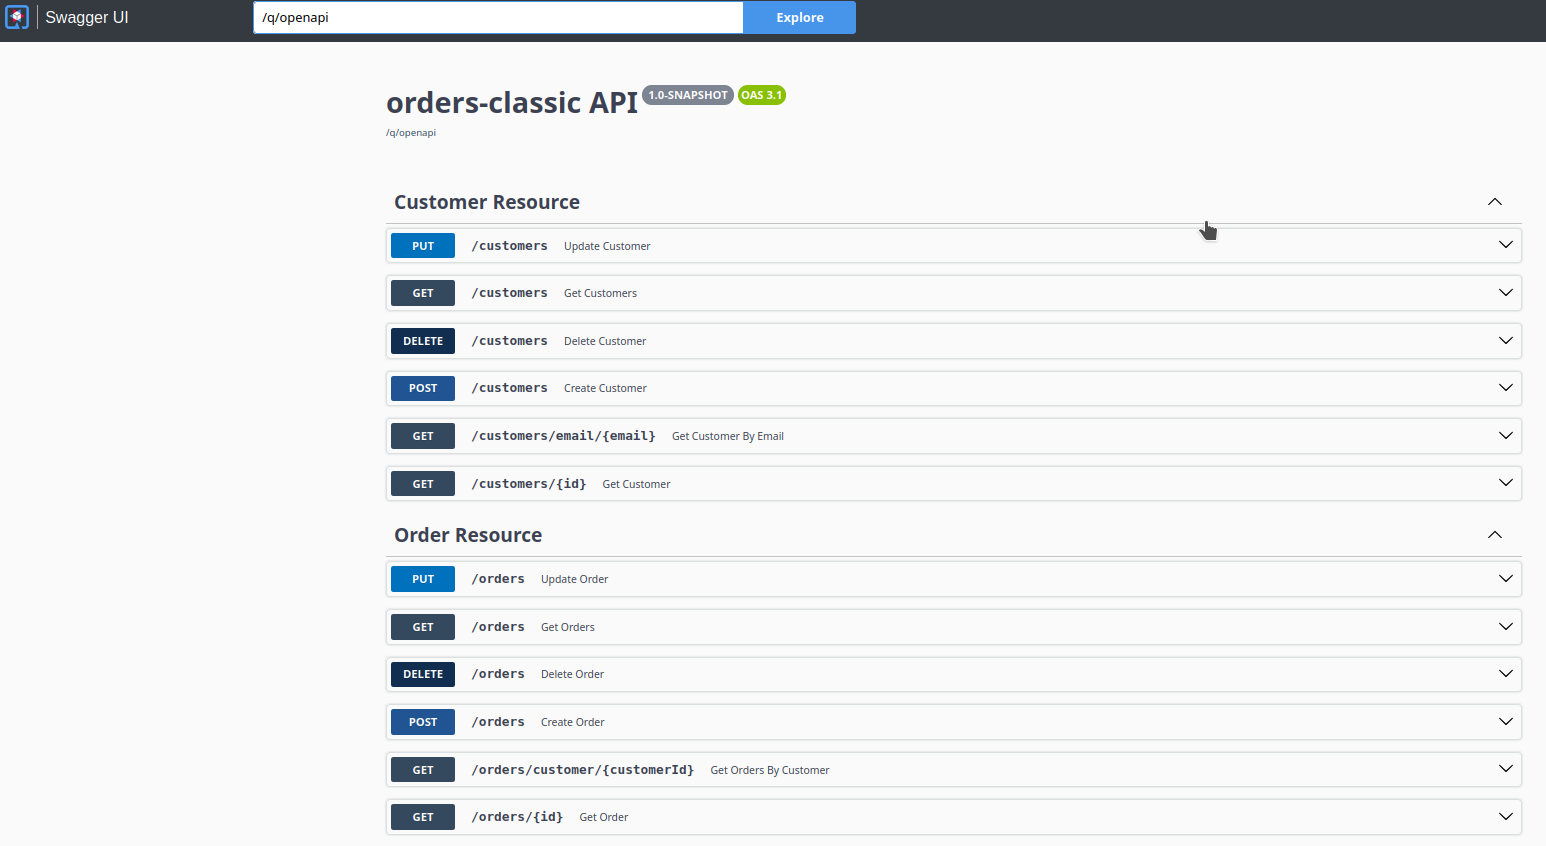 Swagger UI /q/openapi Explore
orders-classic API 1.0-SNAPSHOT OAS 3.1
/q/openapi
Customer Resource
PUT /customers Update Customer
GET /customers Get Customers
DELETE /customers Delete Customer
POST /customers Create Customer
GET /customers/email/{email} Get Customer By Email
GET /customers/{id} Get Customer
Order Resource
PUT /orders Update Order
GET /orders Get Orders
DELETE /orders Delete Order
POST /orders Create Order
GET /orders/customer/{customerId} Get Orders By Customer
GET /orders/{id} Get Order